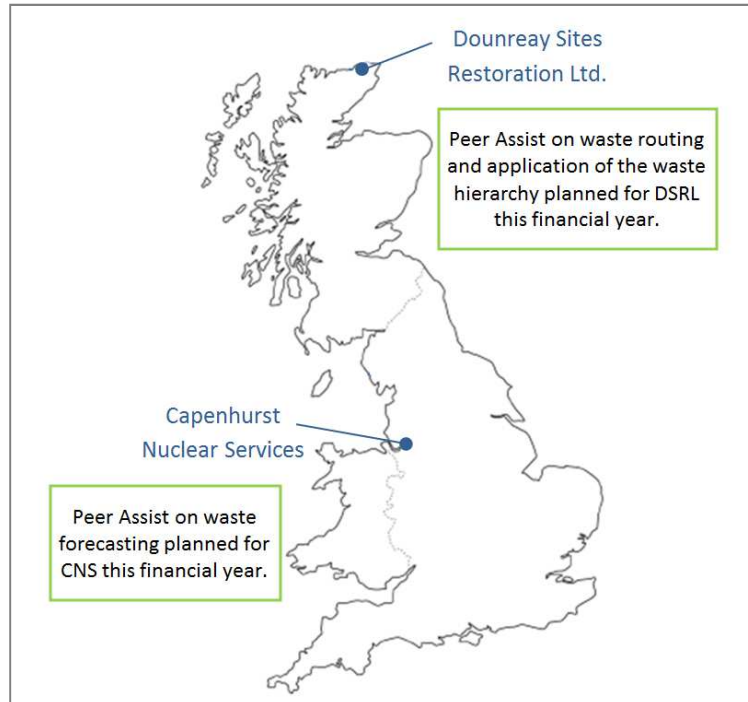 Dounreay Sites
Restoration Ltd.
Peer Assist on waste routing
and application of the waste
hierarchy planned for DSRL
this financial year.
Capenhurst
Nuclear Services
Peer Assist on waste
forecasting planned for
CNS this financial year.